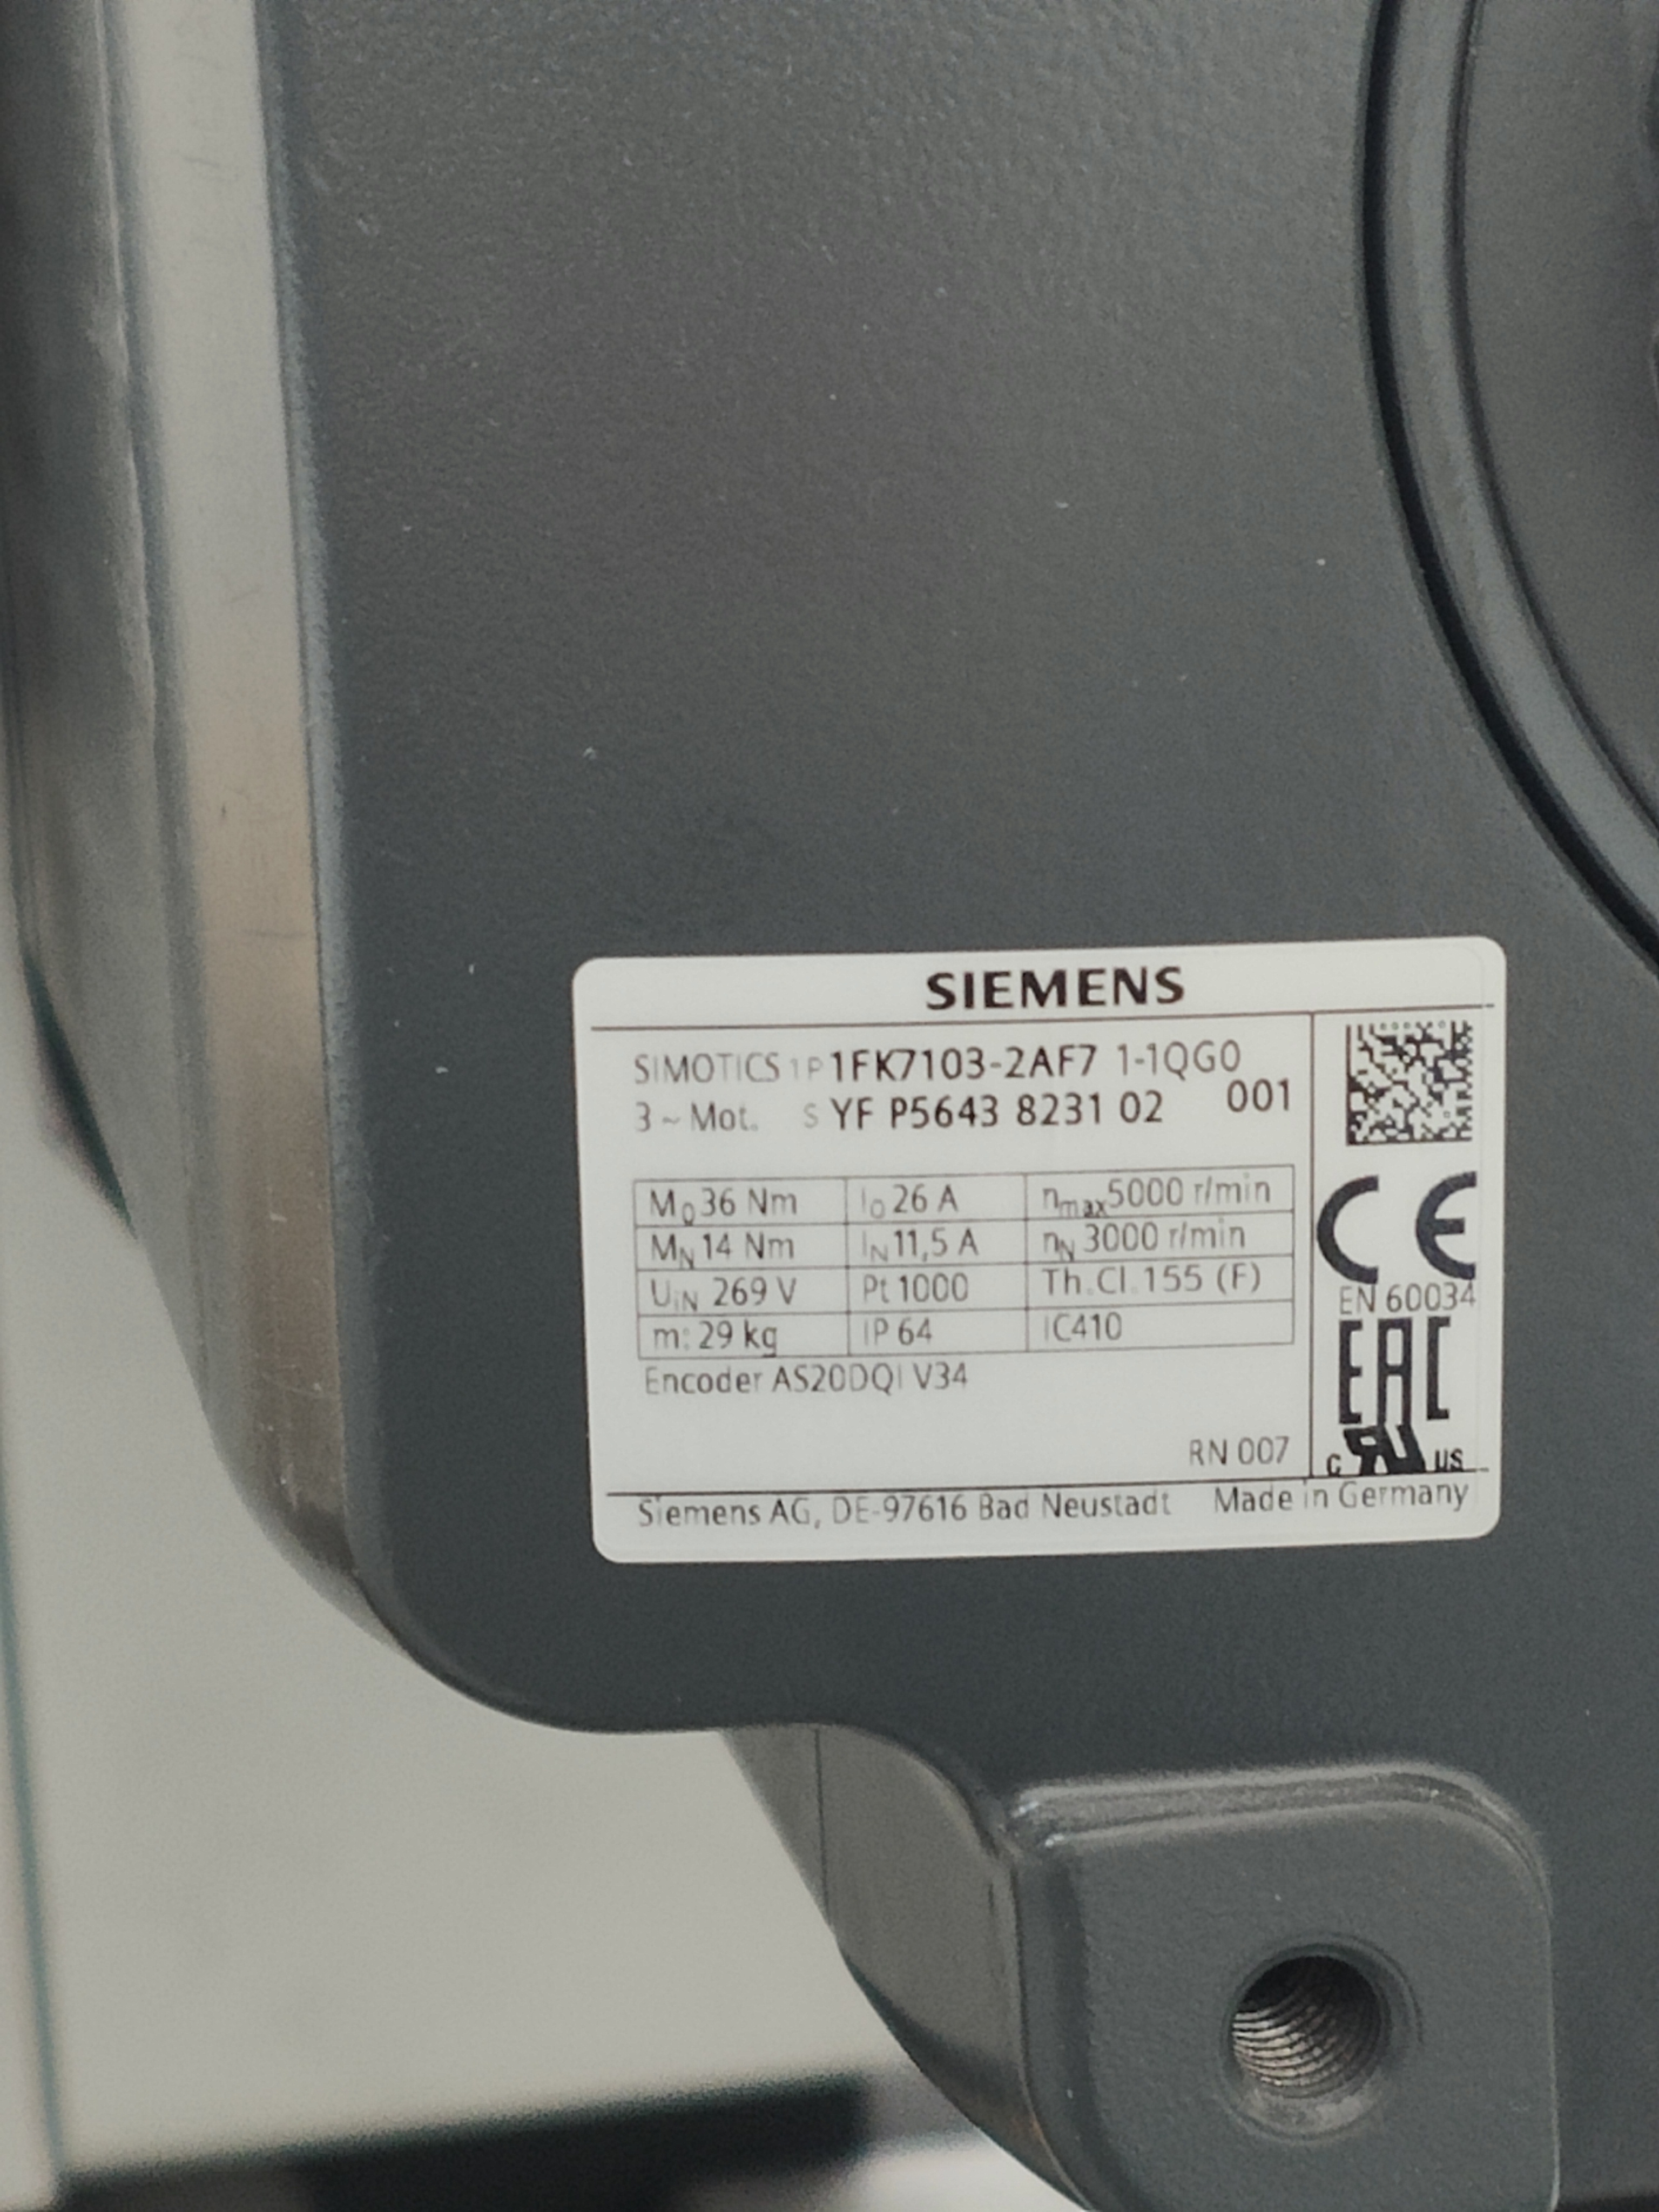 SIEMENS
SIMOTICS 1P 1FK7103-2AF7 1-1QG0
3 ~ Mot. S YF P5643 8231 02 001
M0 36 Nm I0 26 A nmax 5000 r/min
MN 14 Nm IN 11,5 A nN 3000 r/min
UiN 269 V Pt 1000 Th.Cl. 155 (F)
m: 29 kg IP 64 IC410
Encoder AS20DQI V34
RN 007
CE
EN 60034
EAC
c RU US
Siemens AG, DE-97616 Bad Neustadt Made in Germany